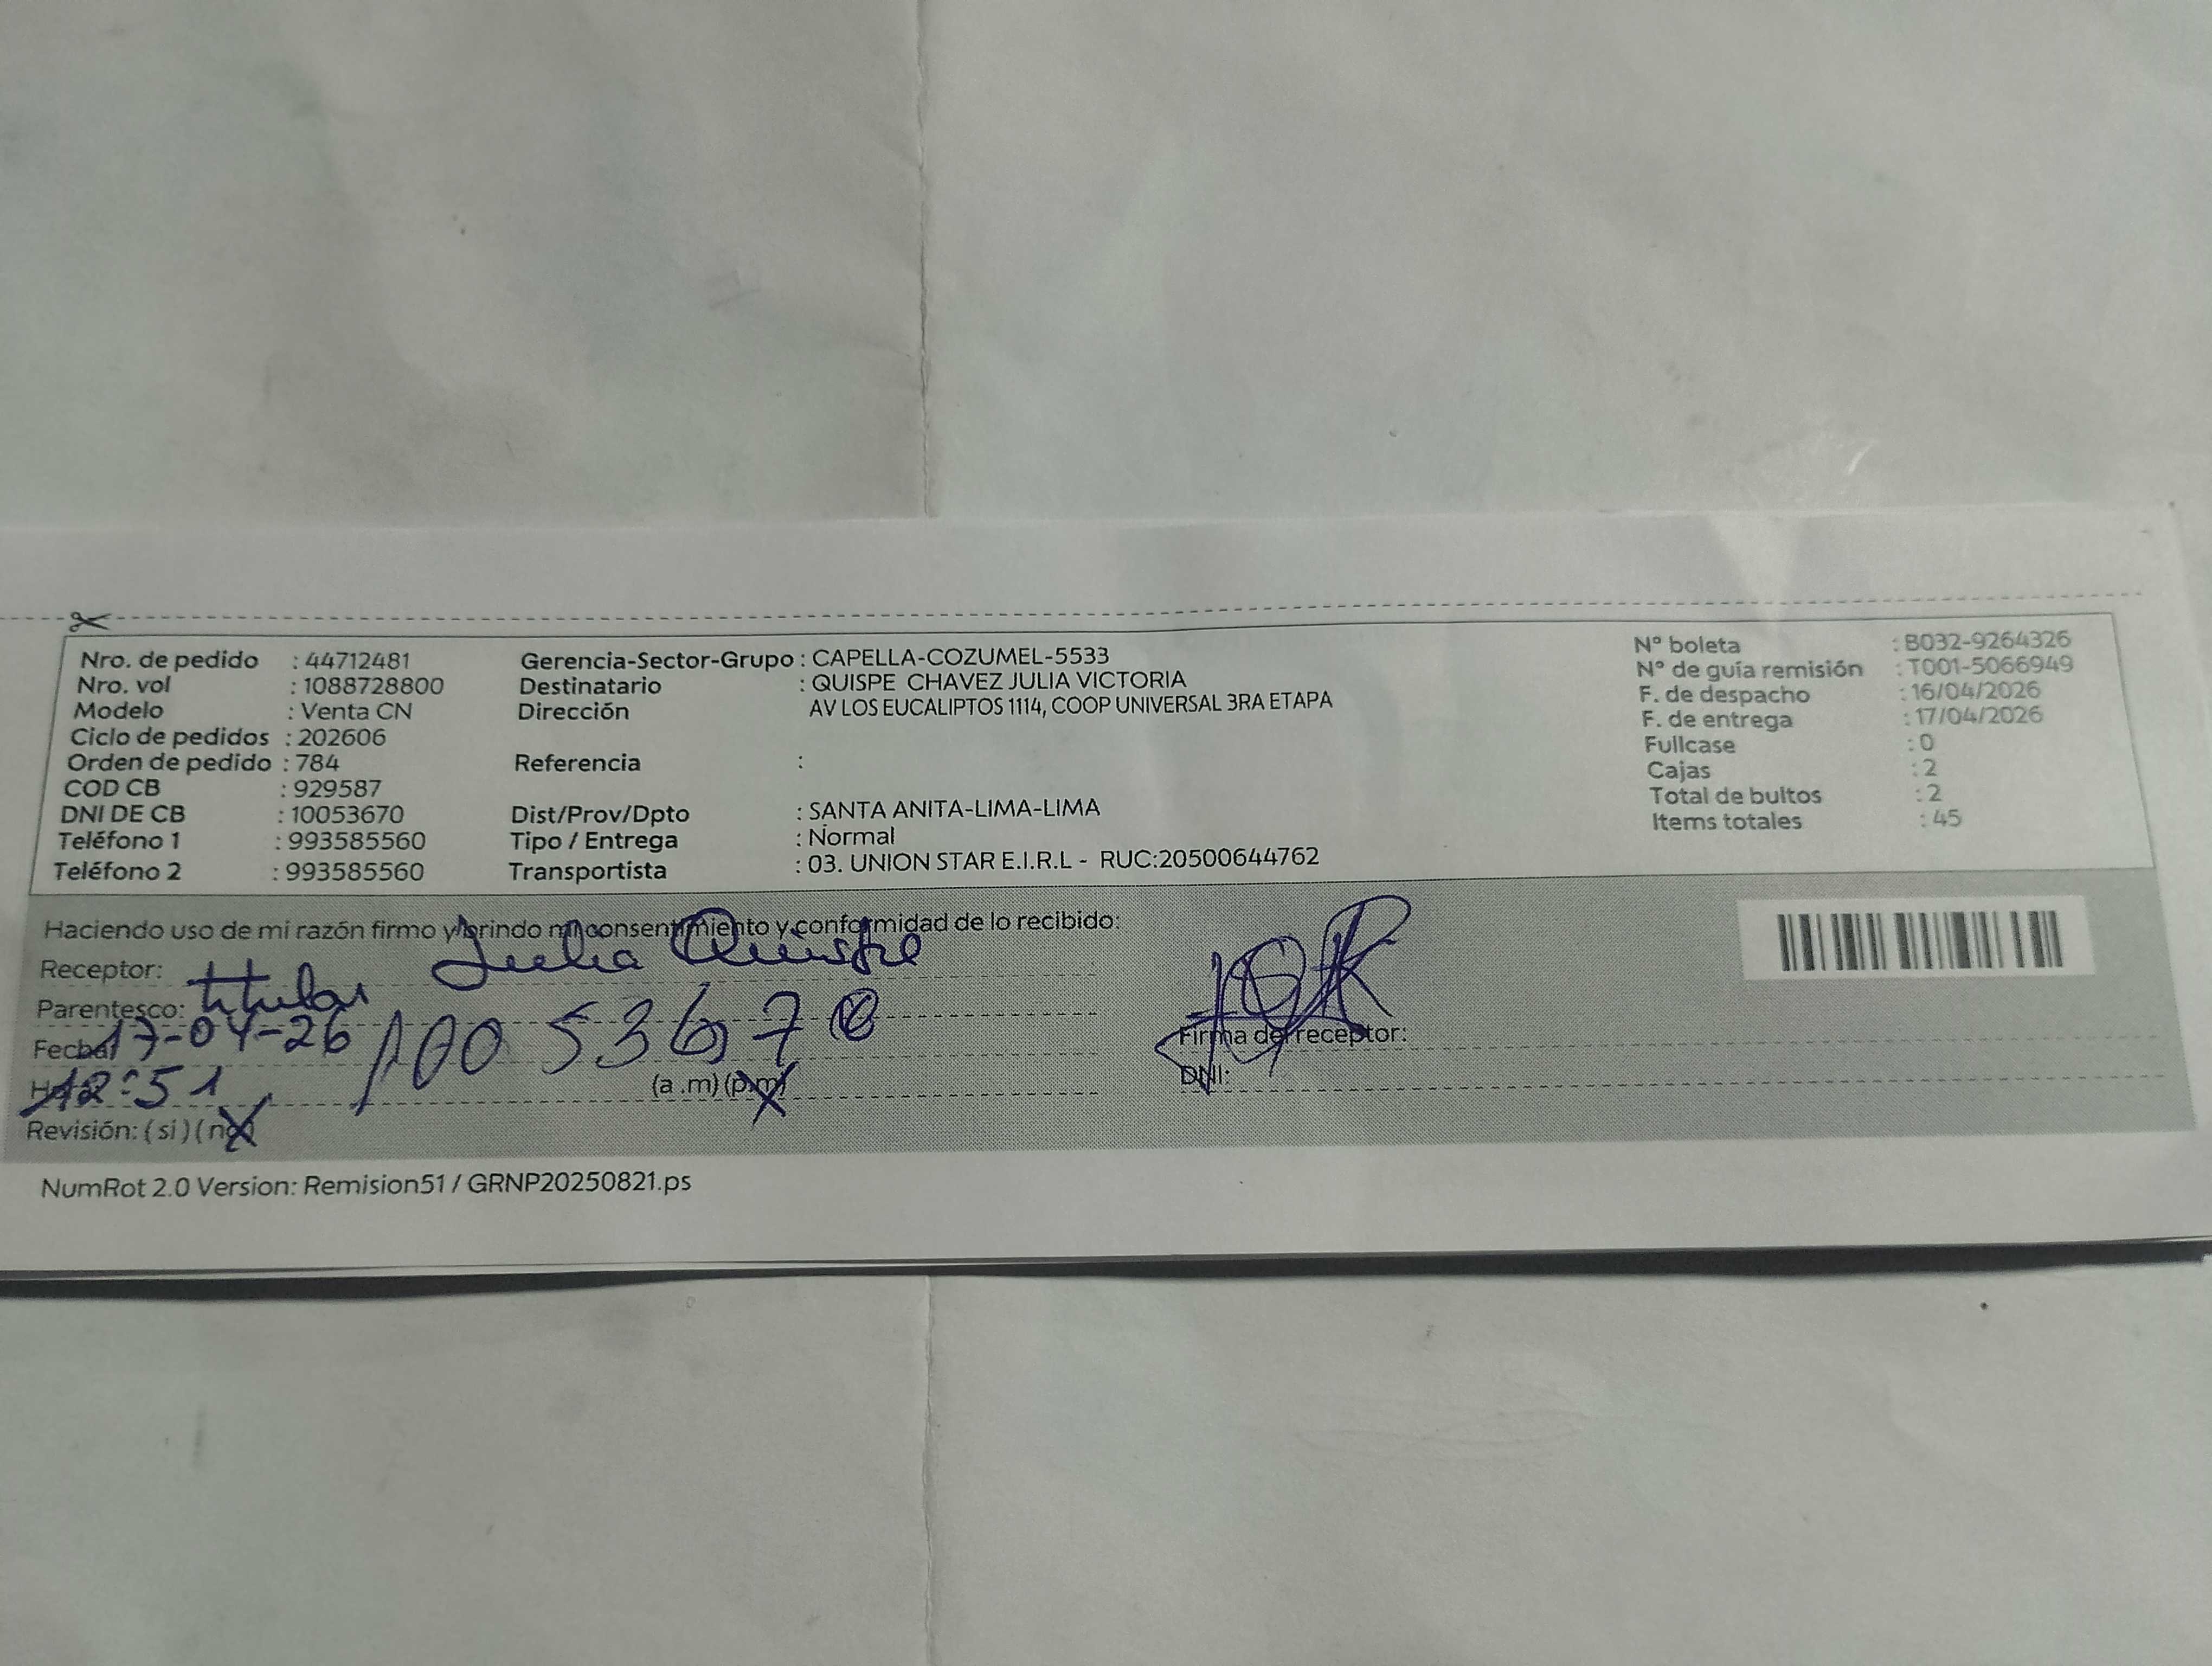 Nro. de pedido : 44712481
Nro. vol : 1088728800
Modelo : Venta CN
Ciclo de pedidos : 202606
Orden de pedido : 784
COD CB : 929587
DNI DE CB : 10053670
Teléfono 1 : 993585560
Teléfono 2 : 993585560
Gerencia-Sector-Grupo : CAPELLA-COZUMEL-5533
Destinatario : QUISPE CHAVEZ JULIA VICTORIA
Dirección AV LOS EUCALIPTOS 1114, COOP UNIVERSAL 3RA ETAPA
Referencia :
Dist/Prov/Dpto : SANTA ANITA-LIMA-LIMA
Tipo / Entrega : Normal
Transportista : 03. UNION STAR E.I.R.L - RUC:20500644762
Nº boleta : B032-9264326
Nº de guía remisión : T001-5066949
F. de despacho : 16/04/2026
F. de entrega : 17/04/2026
Fullcase : 0
Cajas : 2
Total de bultos : 2
Items totales : 45
Haciendo uso de mi razón firmo y brindo mi consentimiento y conformidad de lo recibido:
Receptor: Julia Quispe
Parentesco: titular
Fecha: 17-04-26 10053670
Hora: 12:51 (a .m) (p.m)
Revisión: ( si ) ( no )
Firma del receptor:
DNI:
NumRot 2.0 Version: Remision51 / GRNP20250821.ps